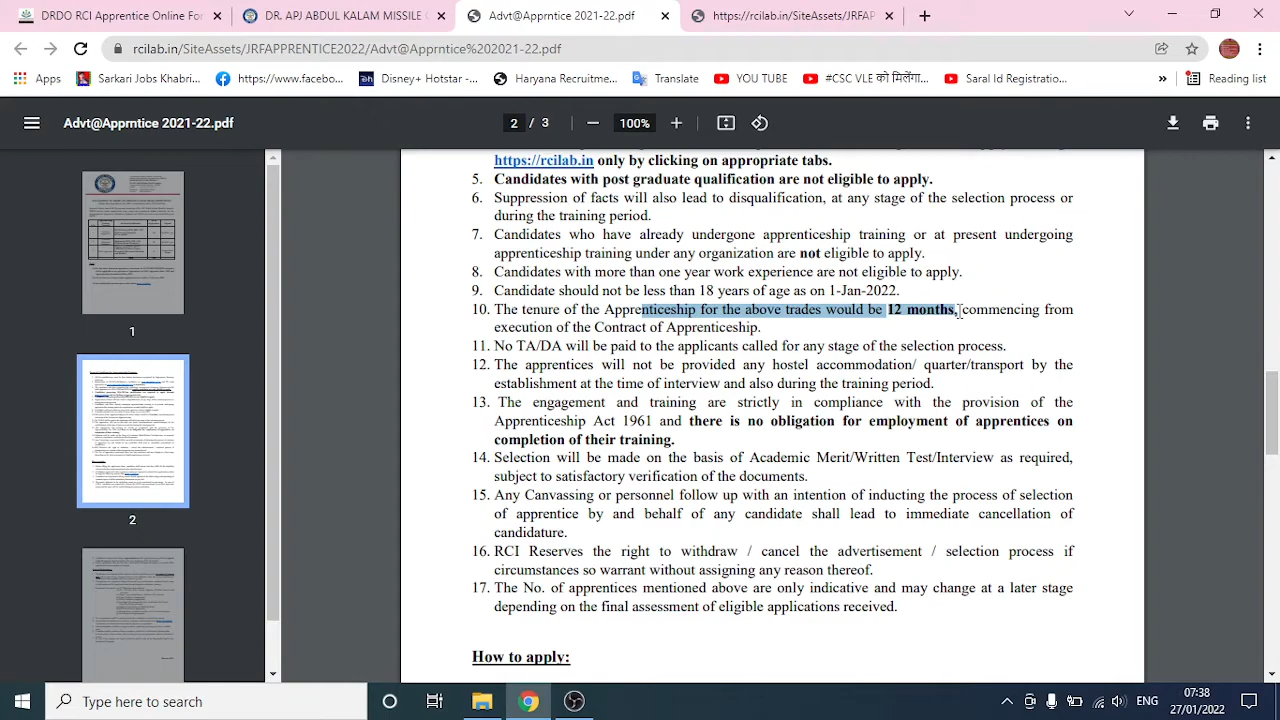 DRDO RCI Apprentice Online Fo
DR. APJ ABDUL KALAM MISSILE C
Advt@Apprntice 2021-22.pdf
https://rcilab.in/SiteAssets/JRFAP
rcilab.in/SiteAssets/JRFAPPRENTICE2022/Advt@Apprntice%202021-22.pdf
Apps
Sarkari Jobs Khabri...
https://www.facebo...
Disney+ Hotstar -...
Haryana Recruitme...
Translate
YOU TUBE
#CSC VLE को मिलेंगा...
Saral Id Registratio...
»
Reading list
Advt@Apprntice 2021-22.pdf
2 / 3
100%
1
2
https://rcilab.in only by clicking on appropriate tabs.
5. Candidates with post graduate qualification are not eligible to apply.
6. Suppression of facts will also lead to disqualification, at any stage of the selection process or
during the training period.
7. Candidates who have already undergone apprenticeship training or at present undergoing
apprenticeship training under any organization are not eligible to apply.
8. Candidates with more than one year work experience are not eligible to apply.
9. Candidate should not be less than 18 years of age as on 1-Jan-2022.
10. The tenure of the Apprenticeship for the above trades would be 12 months, commencing from
execution of the Contract of Apprenticeship.
11. No TA/DA will be paid to the applicants called for any stage of the selection process.
12. The apprentices will not be provided any hostel accommodation/ quarter/transport by the
establishment at the time of interview and also during the training period.
13. The engagement and training are strictly in compliance with the provision of the
Apprenticeship Act 1961 and there is no obligation for employment of apprentices on
completion their training.
14. Selection will be made on the basis of Academic Merit/Written Test/Interview as required,
subject to satisfactory verification of the documents.
15. Any Canvassing or personnel follow up with an intention of inducting the process of selection
of apprentice by and behalf of any candidate shall lead to immediate cancellation of
candidature.
16. RCI reserves the right to withdraw / cancel the advertisement / selection process if
circumstances so warrant without assigning any reason thereof.
17. The No. of apprentices mentioned above are only indicative and may change at a later stage
depending on the final assessment of eligible applications received.
How to apply:
Type here to search
ENG
07:38
27/01/2022